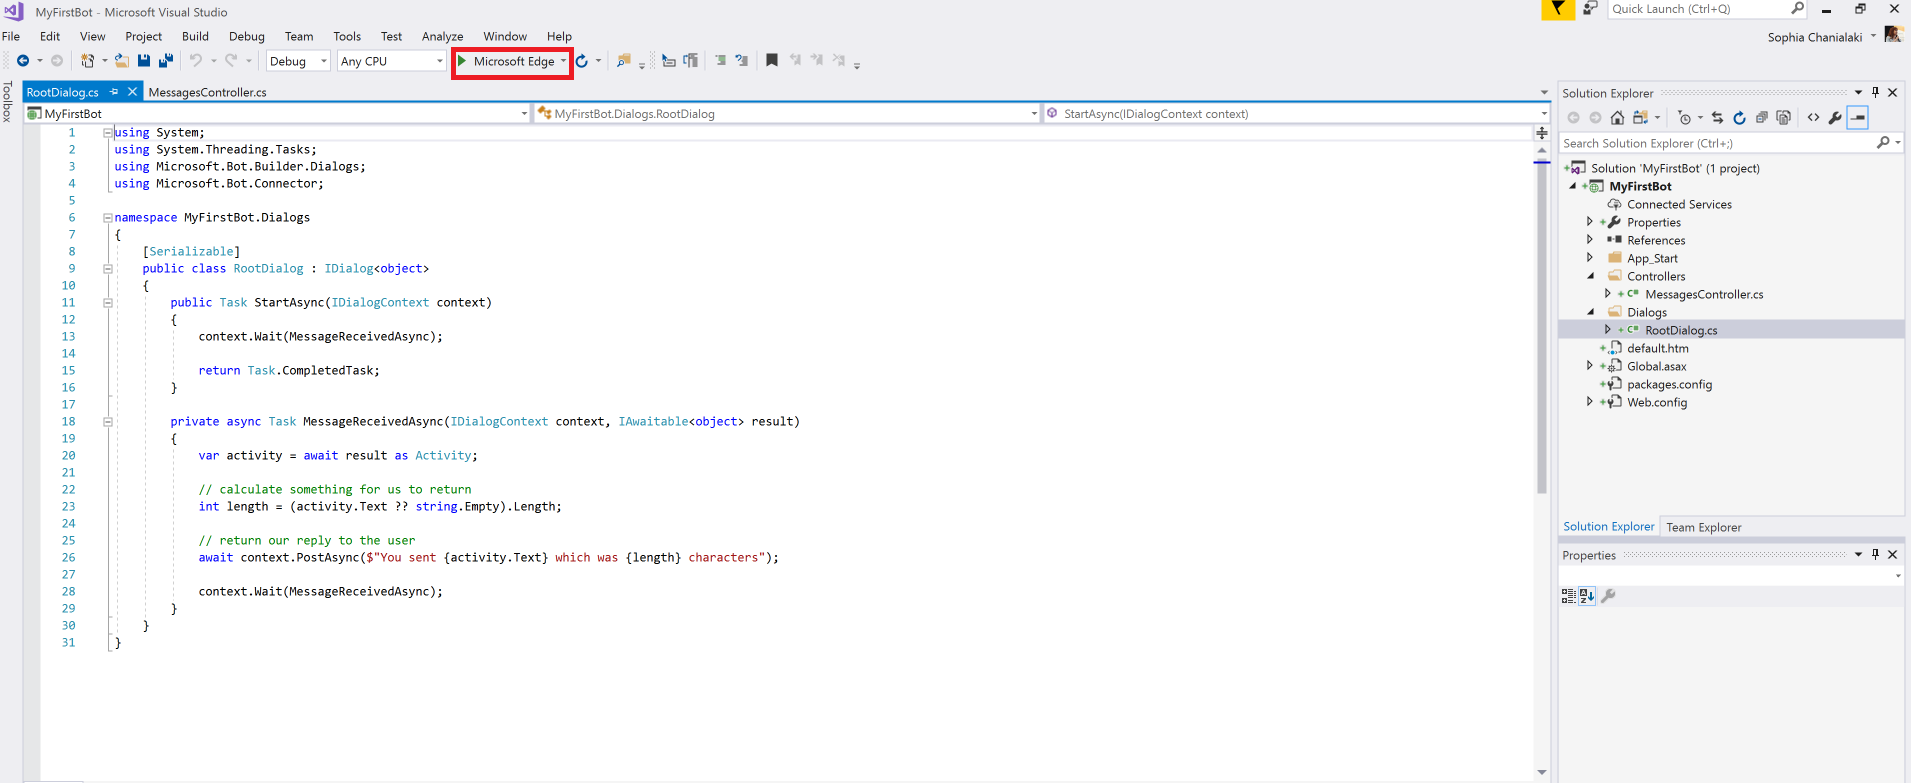 MyFirstBot - Microsoft Visual Studio
Quick Launch (Ctrl+Q)
File Edit View Project Build Debug Team Tools Test Analyze Window Help
Sophia Chanialaki
Debug Any CPU Microsoft Edge
Toolbox
RootDialog.cs MessagesController.cs
MyFirstBot MyFirstBot.Dialogs.RootDialog StartAsync(IDialogContext context)
1 using System;
2 using System.Threading.Tasks;
3 using Microsoft.Bot.Builder.Dialogs;
4 using Microsoft.Bot.Connector;
5
6 namespace MyFirstBot.Dialogs
7 {
8 [Serializable]
9 public class RootDialog : IDialog<object>
10 {
11 public Task StartAsync(IDialogContext context)
12 {
13 context.Wait(MessageReceivedAsync);
14
15 return Task.CompletedTask;
16 }
17
18 private async Task MessageReceivedAsync(IDialogContext context, IAwaitable<object> result)
19 {
20 var activity = await result as Activity;
21
22 // calculate something for us to return
23 int length = (activity.Text ?? string.Empty).Length;
24
25 // return our reply to the user
26 await context.PostAsync($"You sent {activity.Text} which was {length} characters");
27
28 context.Wait(MessageReceivedAsync);
29 }
30 }
31 }
Solution Explorer
Search Solution Explorer (Ctrl+;)
Solution 'MyFirstBot' (1 project)
MyFirstBot
Connected Services
Properties
References
App_Start
Controllers
MessagesController.cs
Dialogs
RootDialog.cs
default.htm
Global.asax
packages.config
Web.config
Solution Explorer Team Explorer
Properties